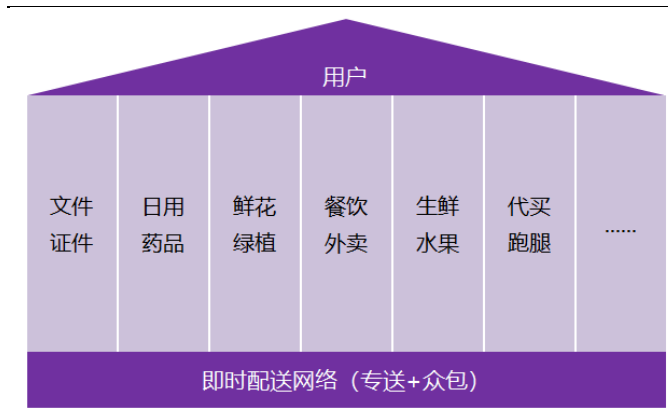 用户
文件
证件
日用
药品
鲜花
绿植
餐饮
外卖
生鲜
水果
代买
跑腿
......
即时配送网络（专送+众包）